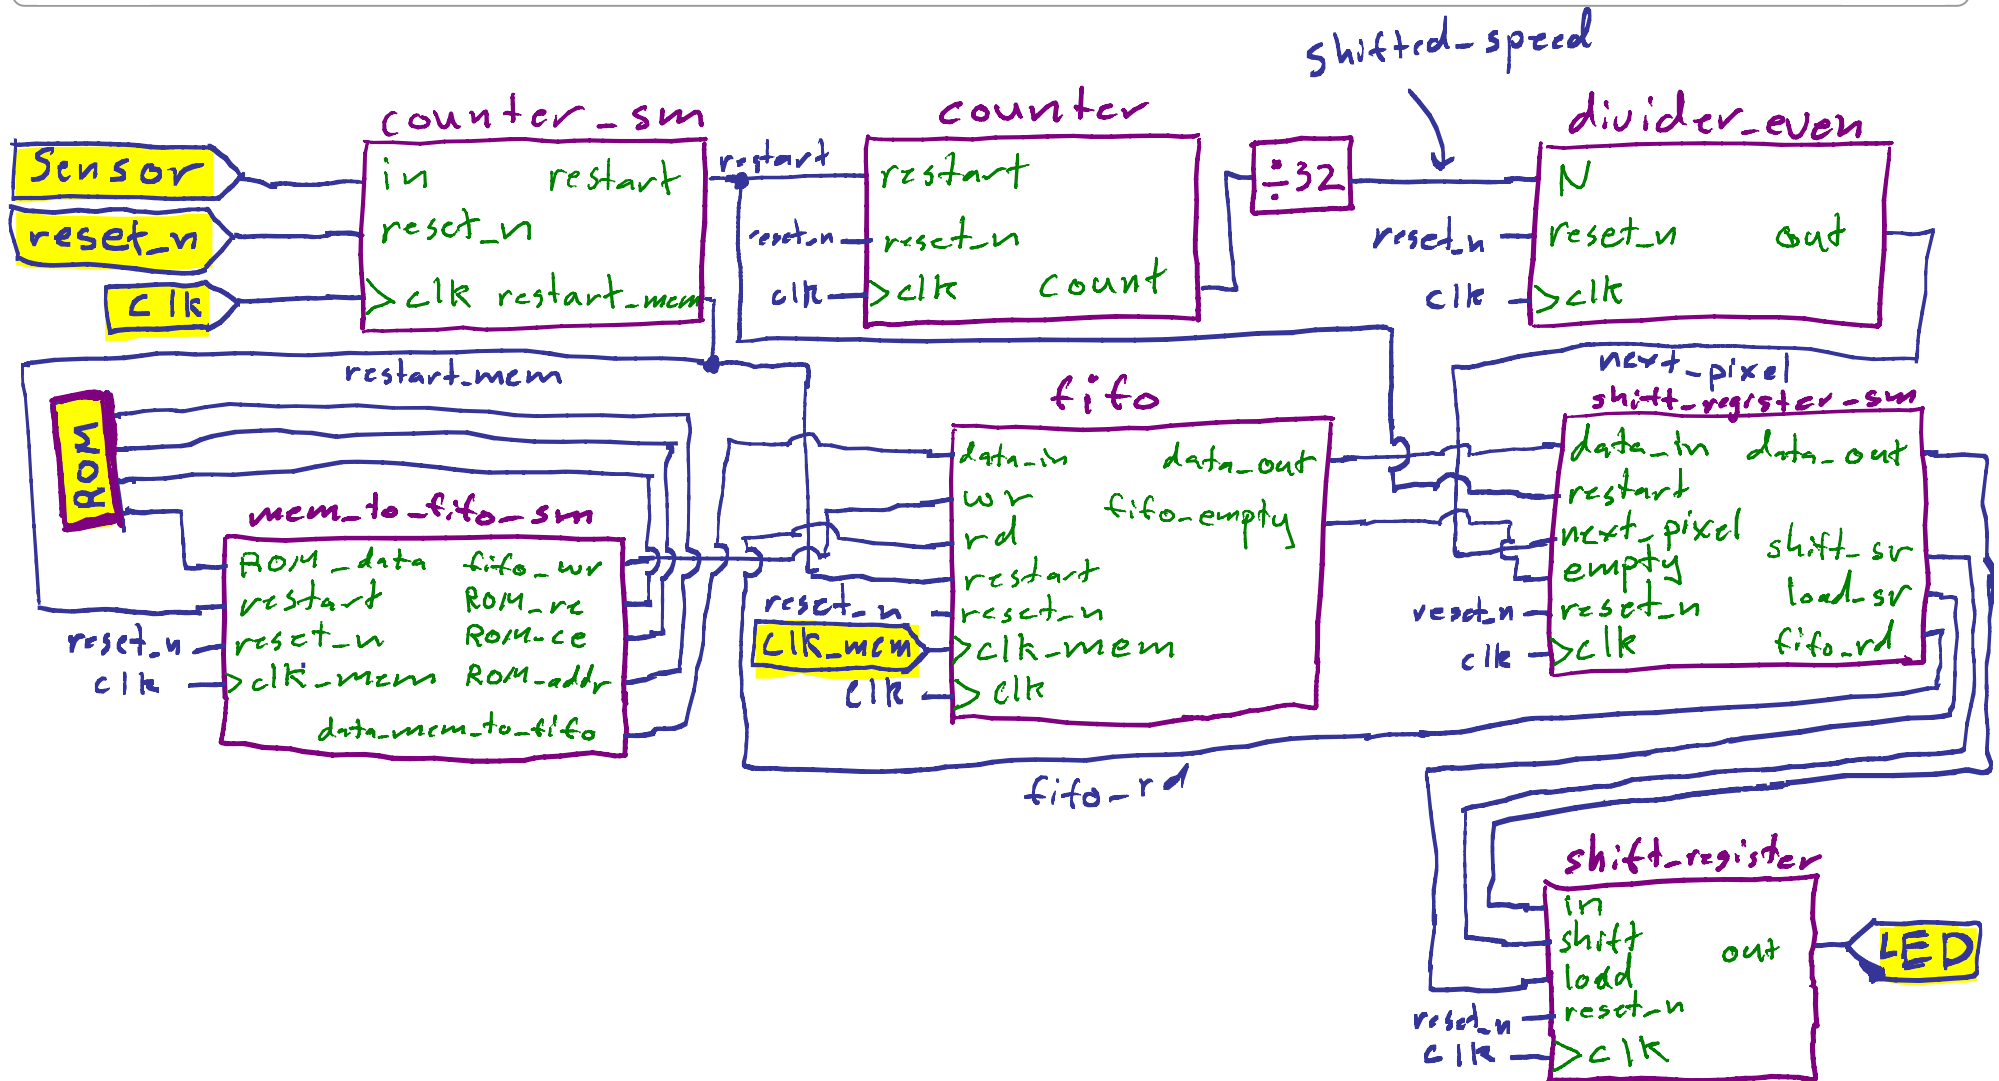 shifted_speed
counter_sm
counter
divider_even
Sensor
reset_n
clk
in
restart
reset_n
clk
restart_mem
restart
restart
reset_n
reset_n
clk
clk
count
÷32
N
reset_n
reset_n
out
clk
clk
restart_mem
next_pixel
ROM
mem_to_fifo_sm
ROM_data
fifo_wr
restart
ROM_re
reset_n
reset_n
ROM_ce
clk
clk_mem
ROM_addr
data_mem_to_fifo
fifo
data_in
data_out
wr
fifo_empty
rd
restart
reset_n
reset_n
clk_mem
clk_mem
clk
clk
fifo_rd
shift_register_sm
data_in
data_out
restart
next_pixel
shift_sr
empty
load_sr
reset_n
reset_n
fifo_rd
clk
clk
shift_register
in
shift
out
load
reset_n
reset_n
clk
clk
LED